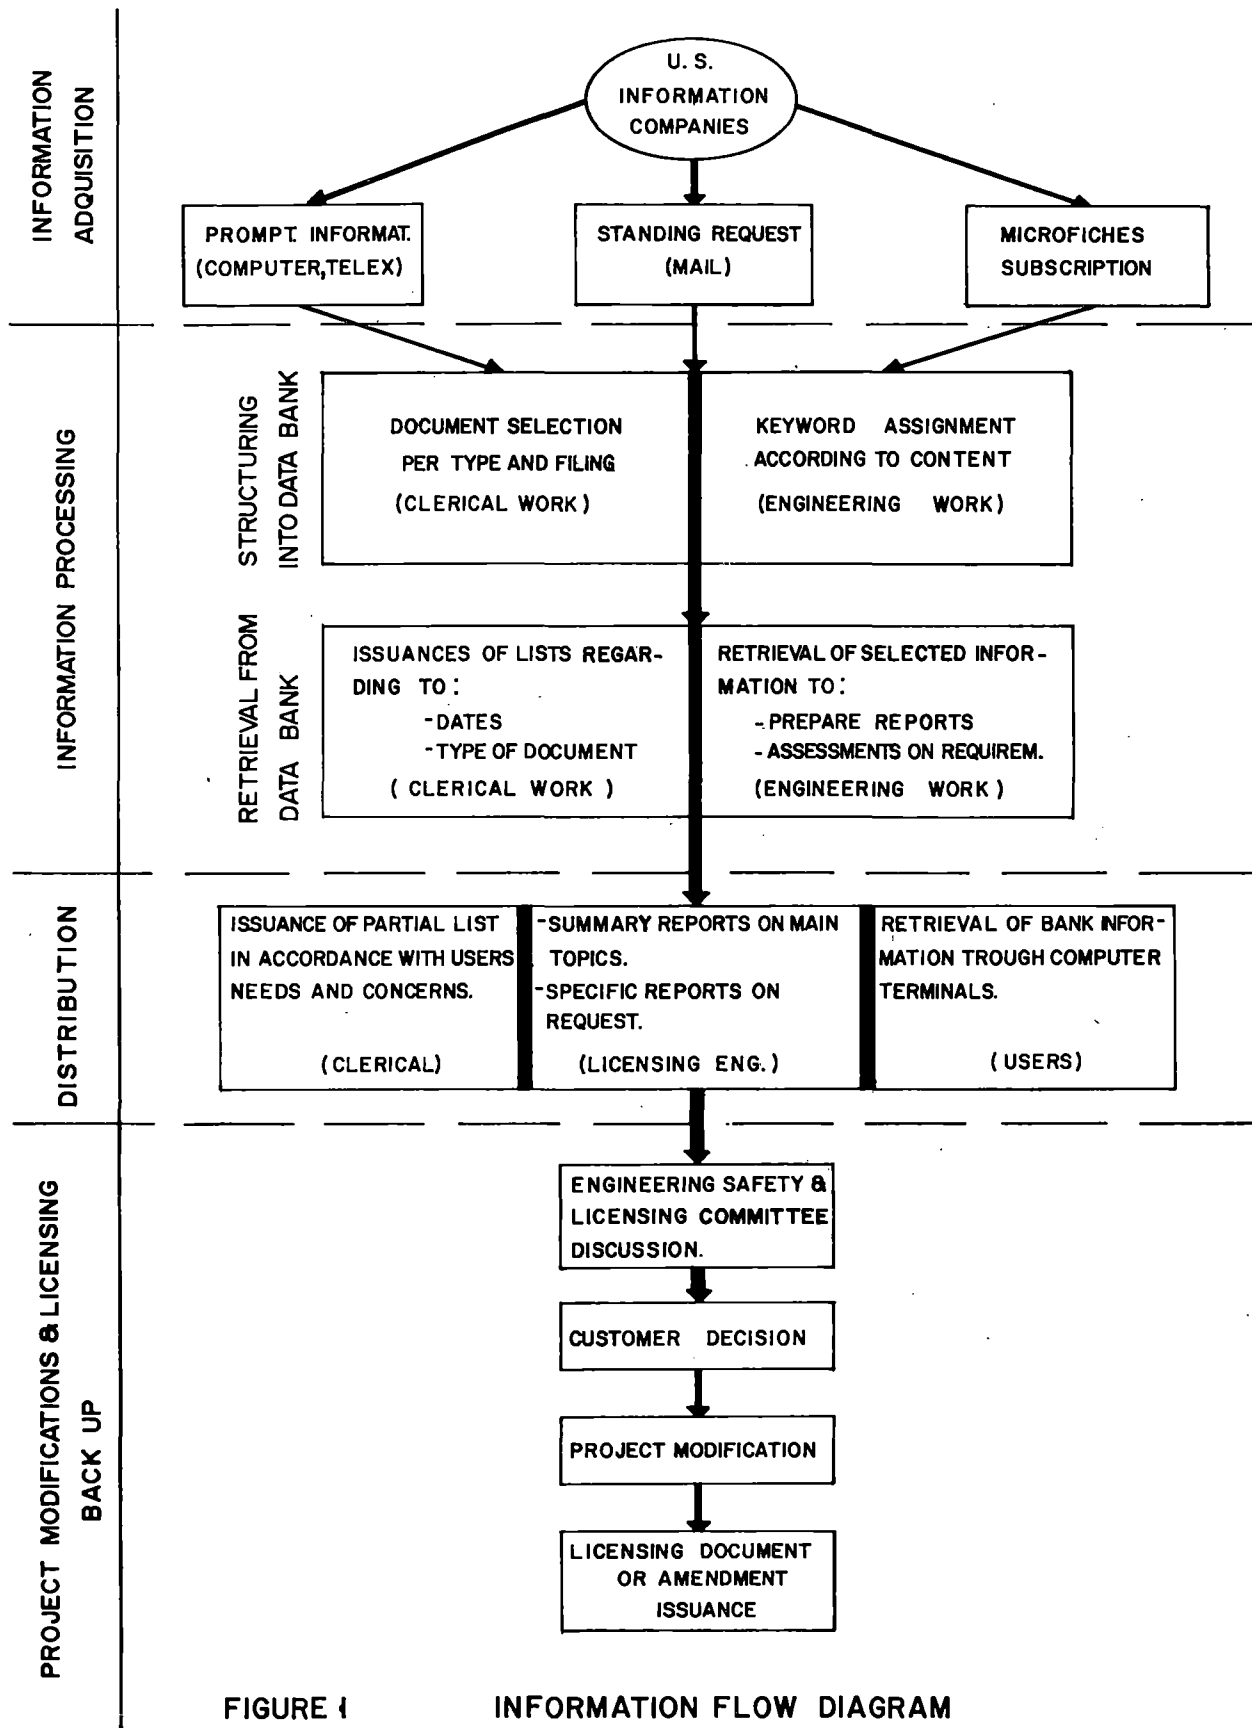 INFORMATION
ADQUISITION
U. S.
INFORMATION
COMPANIES
PROMPT. INFORMAT.
(COMPUTER,TELEX)
STANDING REQUEST
(MAIL)
MICROFICHES
SUBSCRIPTION
INFORMATION PROCESSING
STRUCTURING
INTO DATA BANK
DOCUMENT SELECTION
PER TYPE AND FILING
(CLERICAL WORK)
KEYWORD ASSIGNMENT
ACCORDING TO CONTENT
(ENGINEERING WORK)
RETRIEVAL FROM
DATA BANK
ISSUANCES OF LISTS REGAR-
DING TO:
-DATES
-TYPE OF DOCUMENT
( CLERICAL WORK )
RETRIEVAL OF SELECTED INFOR-
MATION TO:
-PREPARE REPORTS
-ASSESSMENTS ON REQUIREM.
(ENGINEERING WORK)
DISTRIBUTION
ISSUANCE OF PARTIAL LIST
IN ACCORDANCE WITH USERS
NEEDS AND CONCERNS.
(CLERICAL)
-SUMMARY REPORTS ON MAIN
TOPICS.
-SPECIFIC REPORTS ON
REQUEST.
(LICENSING ENG.)
RETRIEVAL OF BANK INFOR-
MATION TROUGH COMPUTER
TERMINALS.
(USERS)
PROJECT MODIFICATIONS & LICENSING
BACK UP
ENGINEERING SAFETY &
LICENSING COMMITTEE
DISCUSSION.
CUSTOMER DECISION
PROJECT MODIFICATION
LICENSING DOCUMENT
OR AMENDMENT
ISSUANCE
FIGURE 1 INFORMATION FLOW DIAGRAM